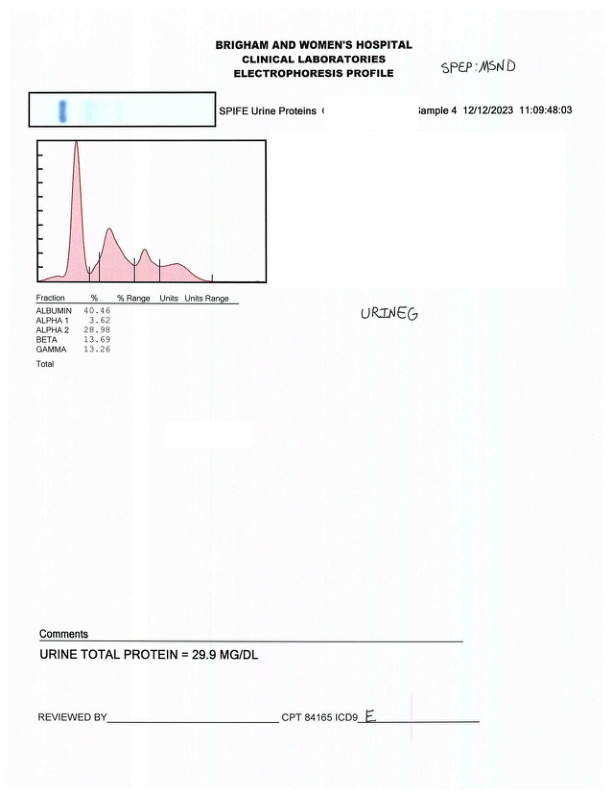 BRIGHAM AND WOMEN'S HOSPITAL
CLINICAL LABORATORIES
ELECTROPHORESIS PROFILE
SPEP: MSND
SPIFE Urine Proteins ample 4 12/12/2023 11:09:48:03
Fraction % % Range Units Units Range
ALBUMIN 40.46
ALPHA 1 3.62
ALPHA 2 28.98
BETA 13.69
GAMMA 13.26
Total
URINEG
Comments
URINE TOTAL PROTEIN = 29.9 MG/DL
REVIEWED BY CPT 84165 ICD9 E